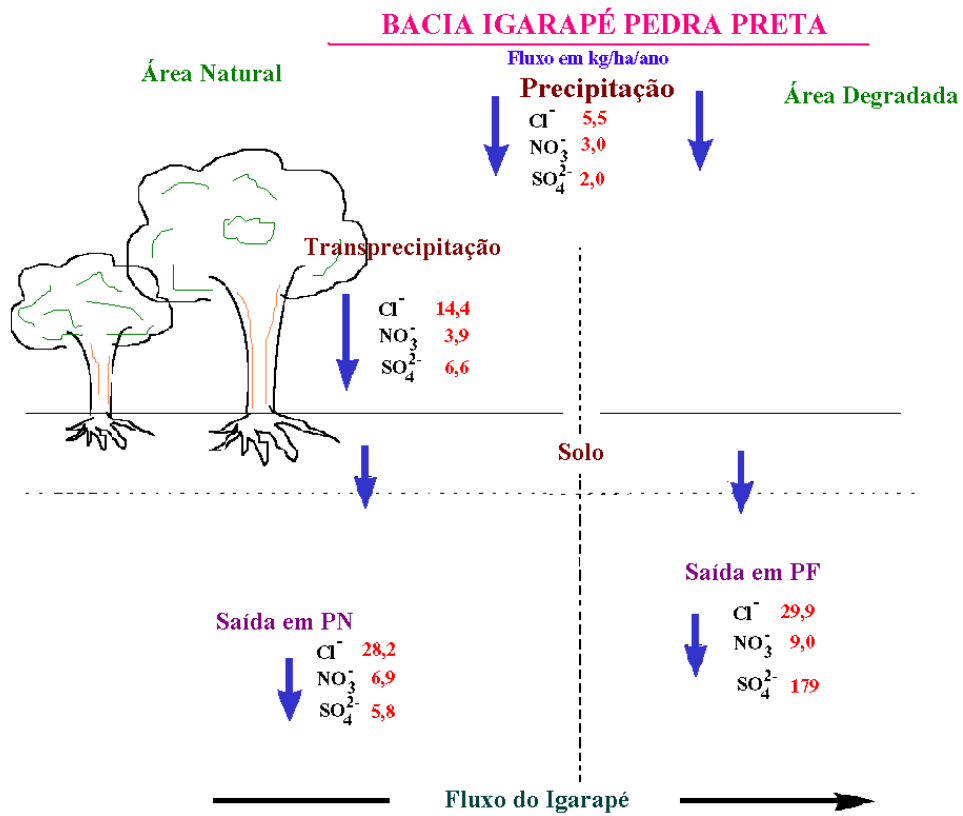 BACIA IGARAPÉ PEDRA PRETA
Fluxo em kg/ha/ano
Área Natural
Precipitação
Área Degradada
Cl⁻ 5,5
NO₃⁻ 3,0
SO₄²⁻ 2,0
Transprecipitação
Cl⁻ 14,4
NO₃⁻ 3,9
SO₄²⁻ 6,6
Solo
Saída em PN
Cl⁻ 28,2
NO₃⁻ 6,9
SO₄²⁻ 5,8
Saída em PF
Cl⁻ 29,9
NO₃⁻ 9,0
SO₄²⁻ 179
Fluxo do Igarapé